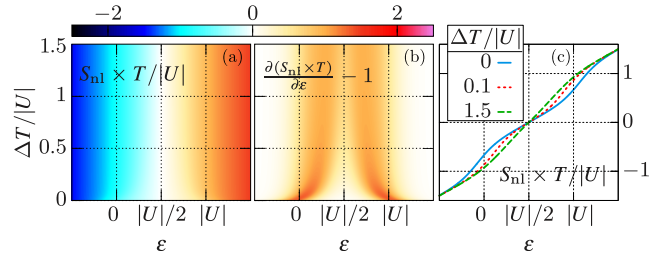 −2 0 2
ΔT/|U|
1.5
1
0.5
0
(a)
S_nl × T/|U|
0 |U|/2 |U|
ε
(b)
∂(S_nl×T)/∂ε − 1
0 |U|/2 |U|
ε
ΔT/|U|
0
0.1
1.5
(c)
1
0
−1
S_nl × T/|U|
0 |U|/2 |U|
ε